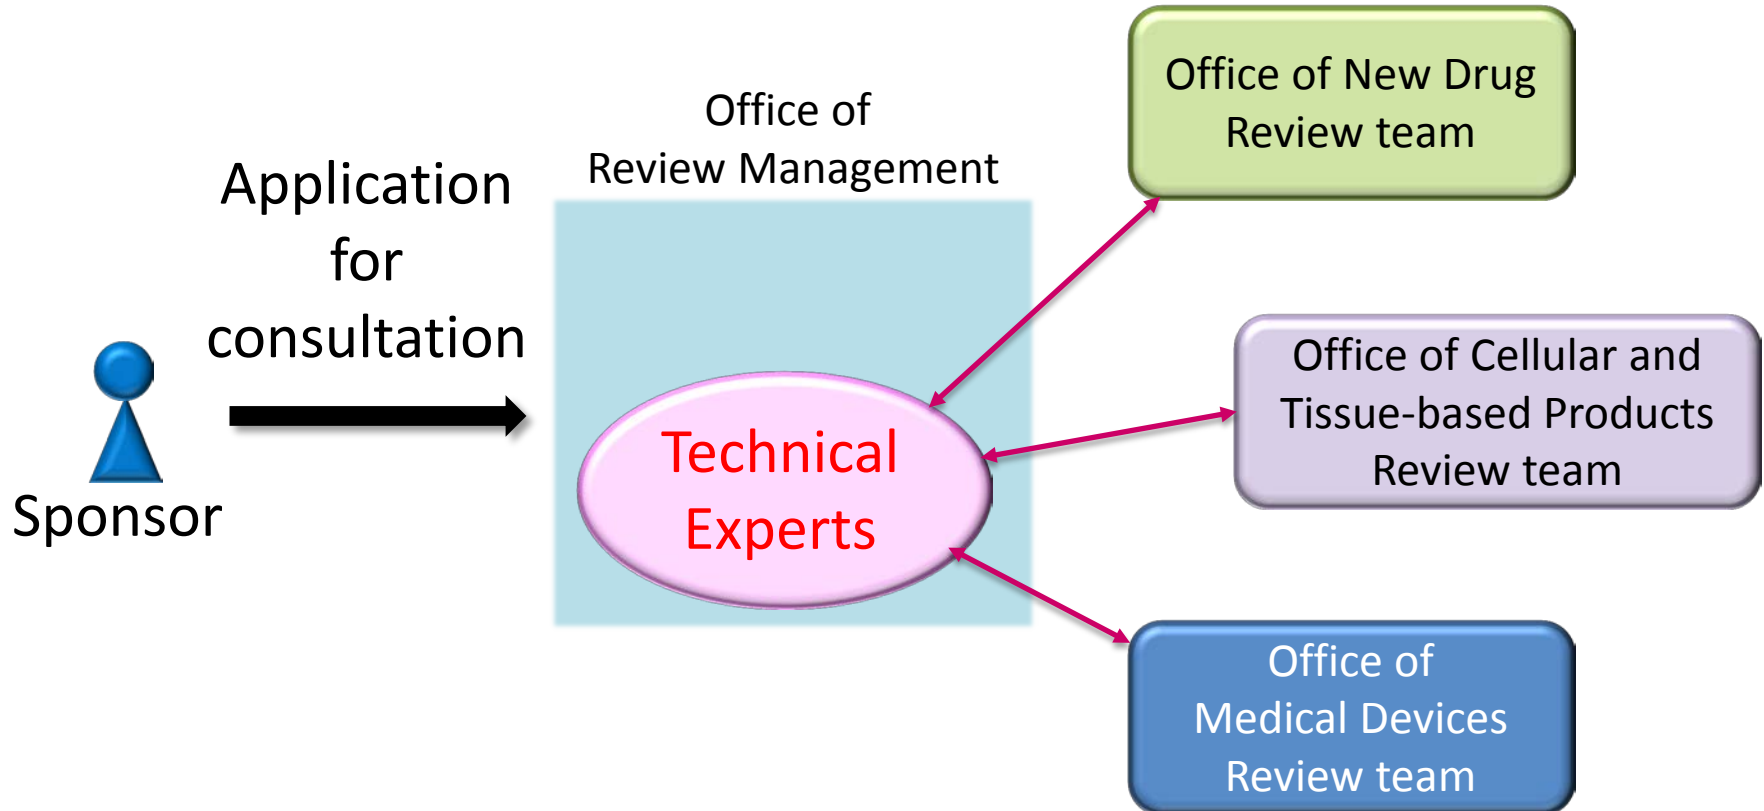 Sponsor
Application
for
consultation
Office of
Review Management
Technical
Experts
Office of New Drug
Review team
Office of Cellular and
Tissue-based Products
Review team
Office of
Medical Devices
Review team